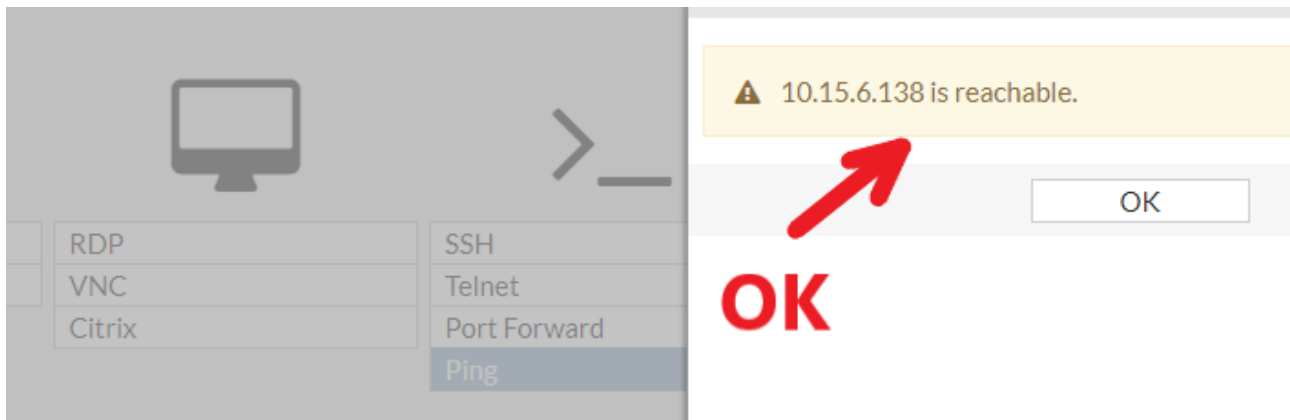 RDP
VNC
Citrix
SSH
Telnet
Port Forward
Ping
10.15.6.138 is reachable.
OK
OK